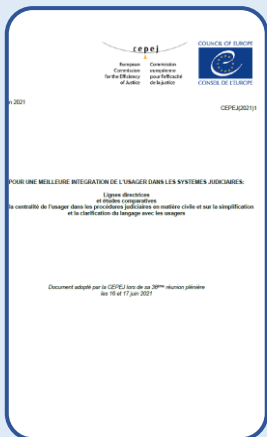 cepej
COUNCIL OF EUROPE
European Commission
Commission européenne
for the Efficiency pour l'efficacité
of Justice de la justice
CONSEIL DE L'EUROPE
n 2021
CEPEJ(2021)1
POUR UNE MEILLEURE INTEGRATION DE L'USAGER DANS LES SYSTEMES JUDICIAIRES:
Lignes directrices
et études comparatives
la centralité de l'usager dans les procédures judiciaires en matière civile et sur la simplification
et la clarification du langage avec les usagers
Document adopté par la CEPEJ lors de sa 36ème réunion plénière
les 16 et 17 juin 2021